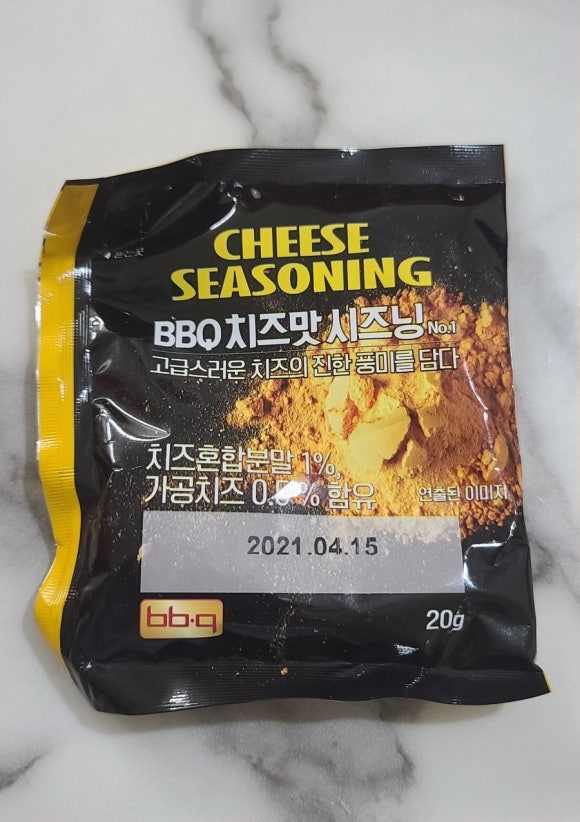 CHEESE
SEASONING
BBQ 치즈맛 시즈닝 No.1
고급스러운 치즈의 진한 풍미를 담다
치즈혼합분말 1%,
가공치즈 0.5% 함유
연출된 이미지
2021.04.15
bb·q
20g